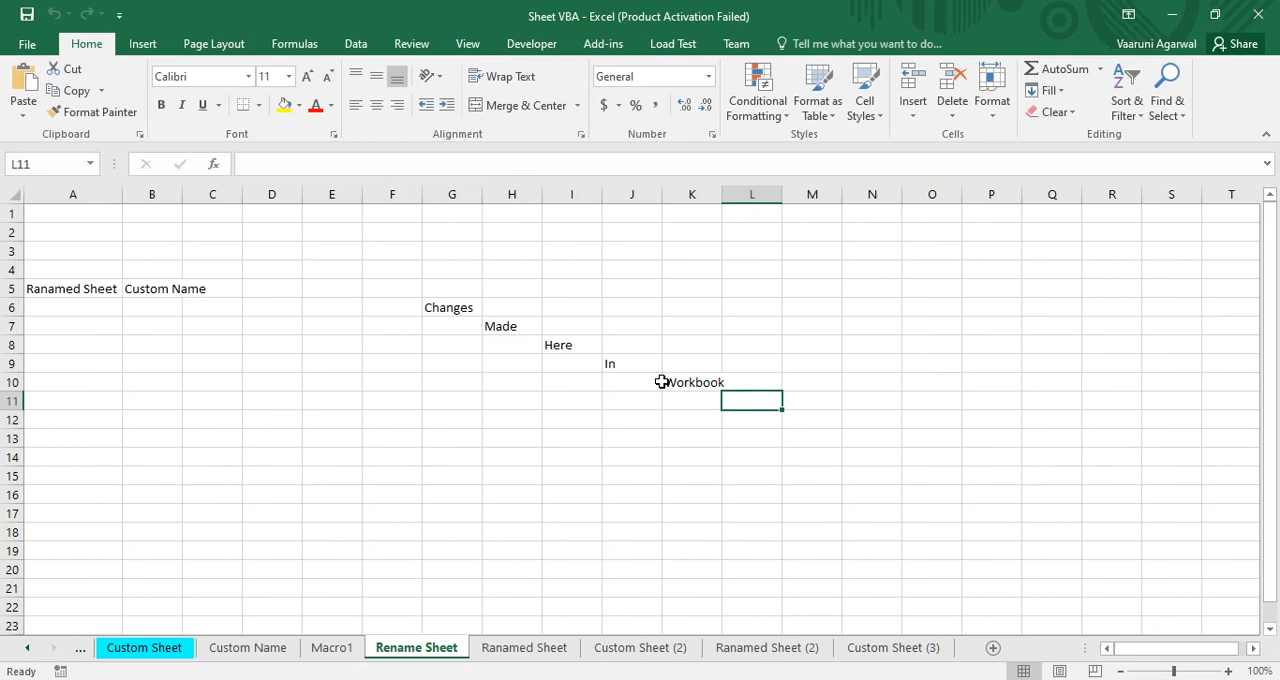 Sheet VBA - Excel (Product Activation Failed)
File Home Insert Page Layout Formulas Data Review View Developer Add-ins Load Test Team Tell me what you want to do... Vaaruni Agarwal Share
Paste
Cut
Copy
Format Painter
Clipboard
Calibri 11
B I U
A
Font
Wrap Text
Merge & Center
Alignment
General
$ % ,
Number
Conditional Formatting
Format as Table
Cell Styles
Styles
Insert
Delete
Format
Cells
AutoSum
Fill
Clear
Sort & Filter
Find & Select
Editing
L11
fx
A B C D E F G H I J K L M N O P Q R S T
1
2
3
4
5 Ranamed Sheet Custom Name
6 Changes
7 Made
8 Here
9 In
10 Workbook
11
12
13
14
15
16
17
18
19
20
21
22
23
... Custom Sheet Custom Name Macro1 Rename Sheet Ranamed Sheet Custom Sheet (2) Ranamed Sheet (2) Custom Sheet (3)
Ready 100%